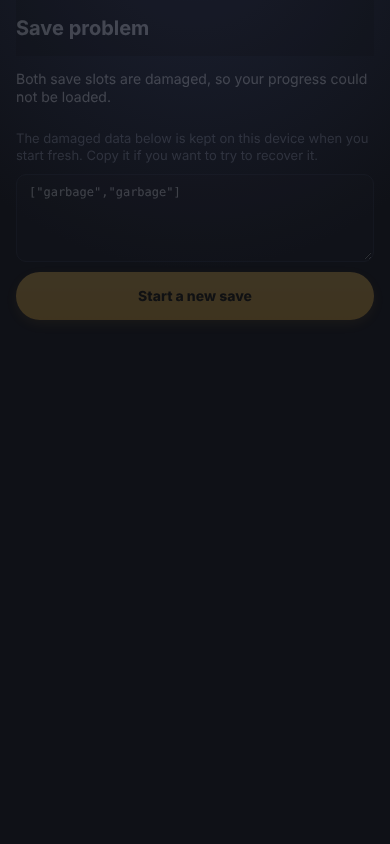 Save problem
Both save slots are damaged, so your progress could
not be loaded.
The damaged data below is kept on this device when you
start fresh. Copy it if you want to try to recover it.
["garbage","garbage"]
Start a new save